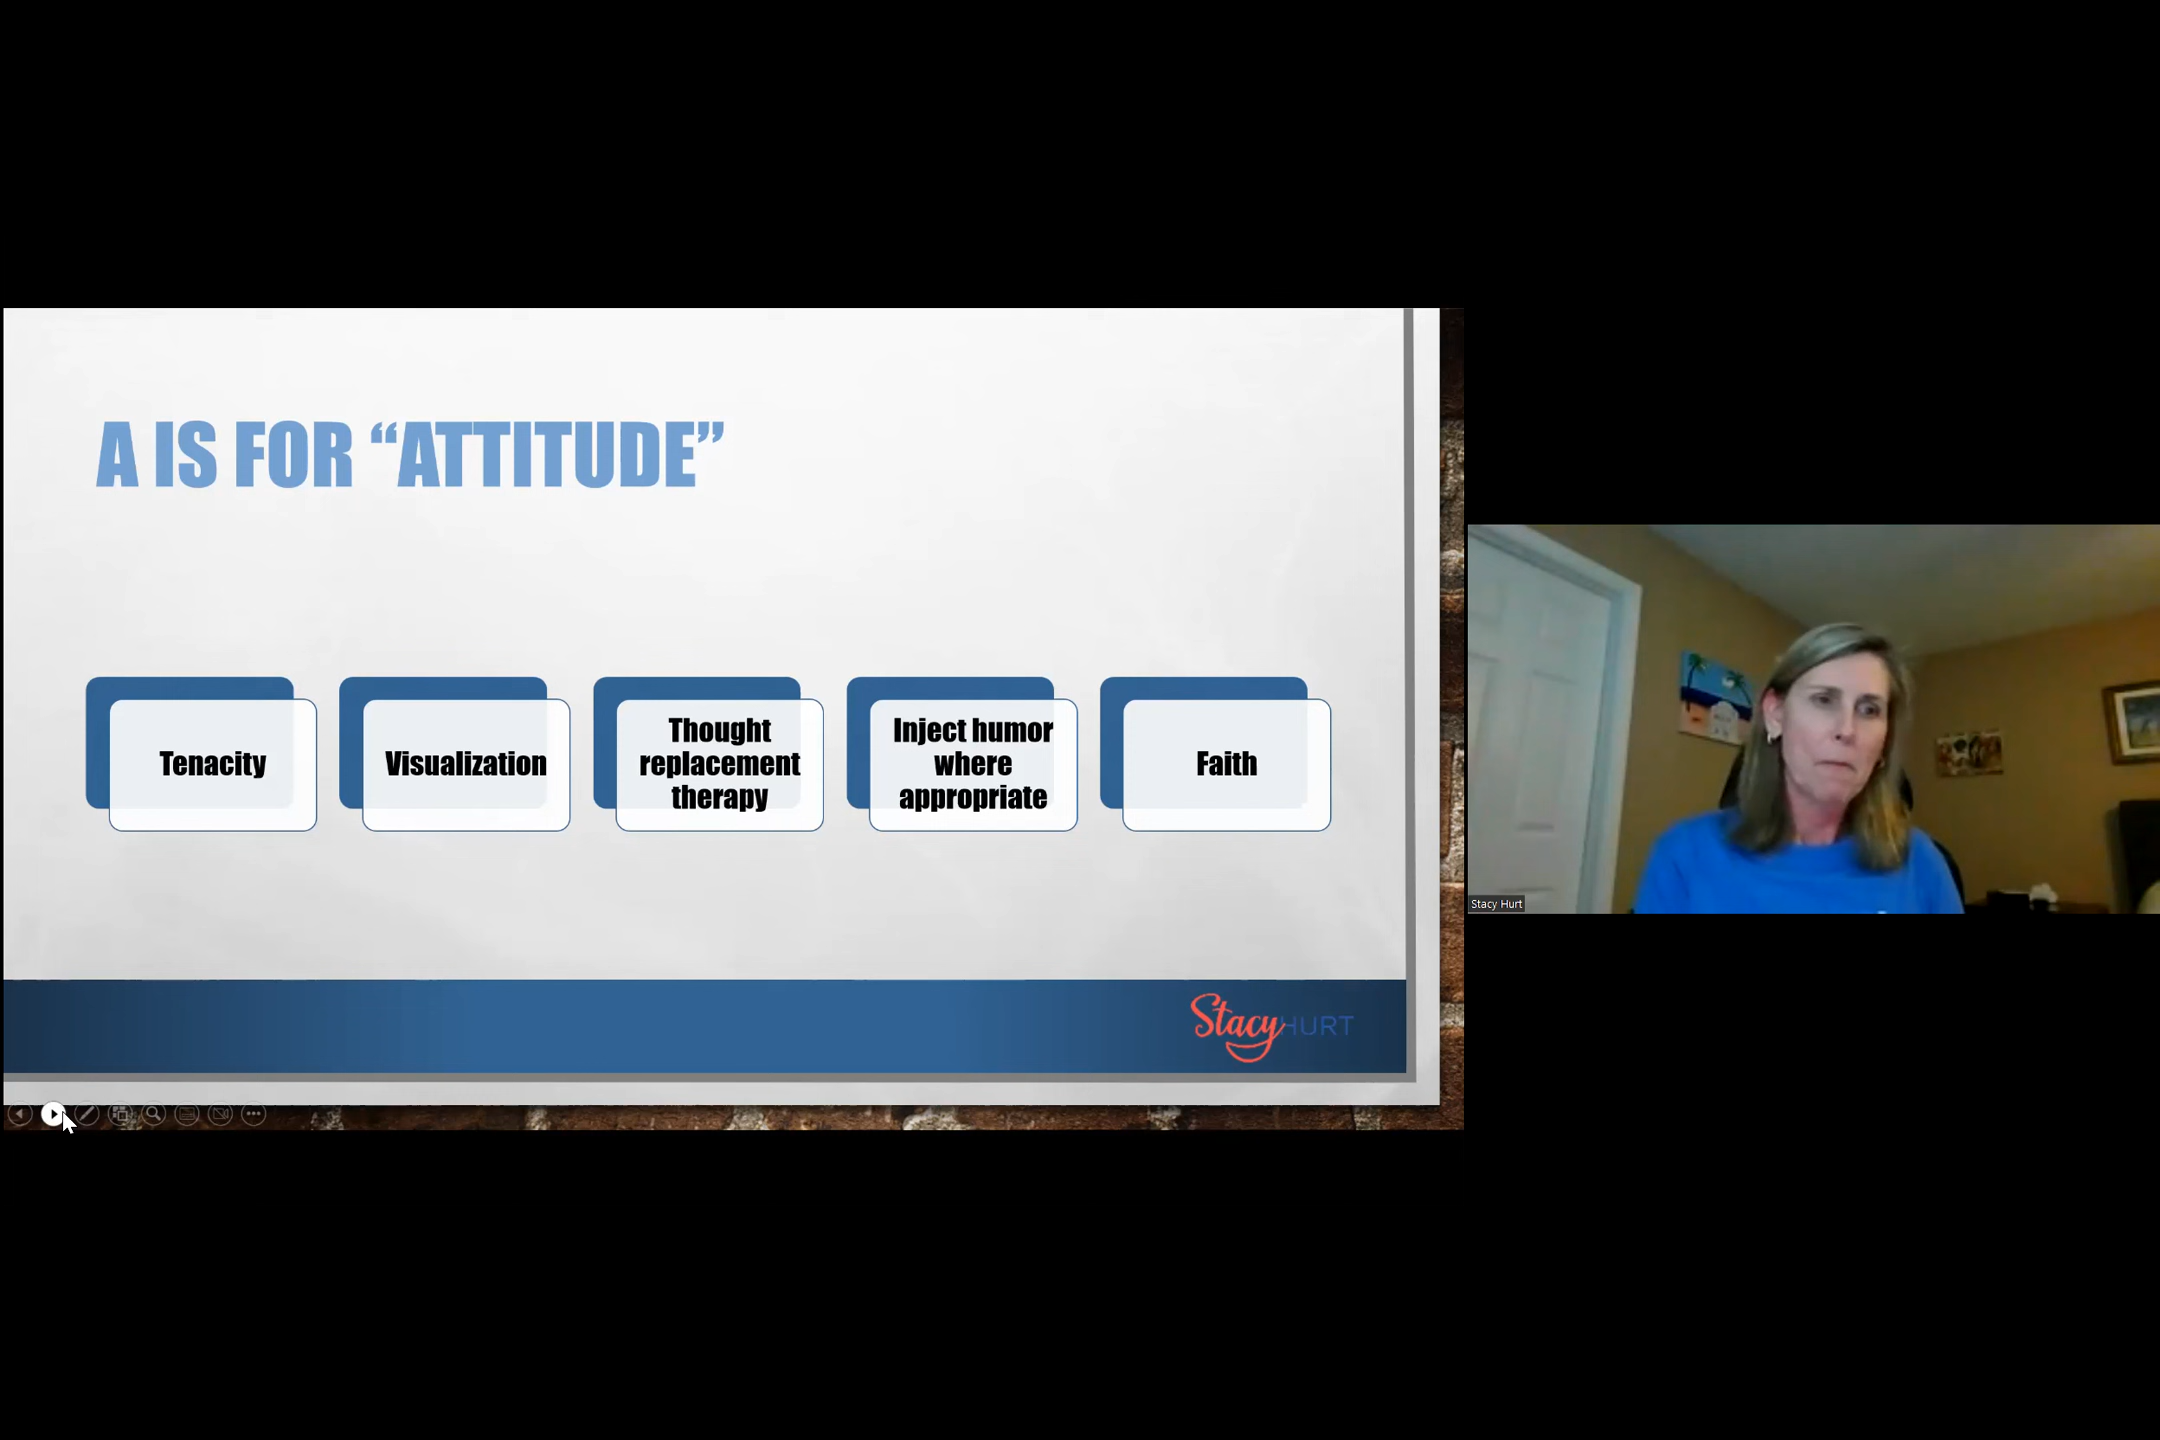 A IS FOR “ATTITUDE”
Tenacity
Visualization
Thought
replacement
therapy
Inject humor
where
appropriate
Faith
Stacy HURT
Stacy Hurt